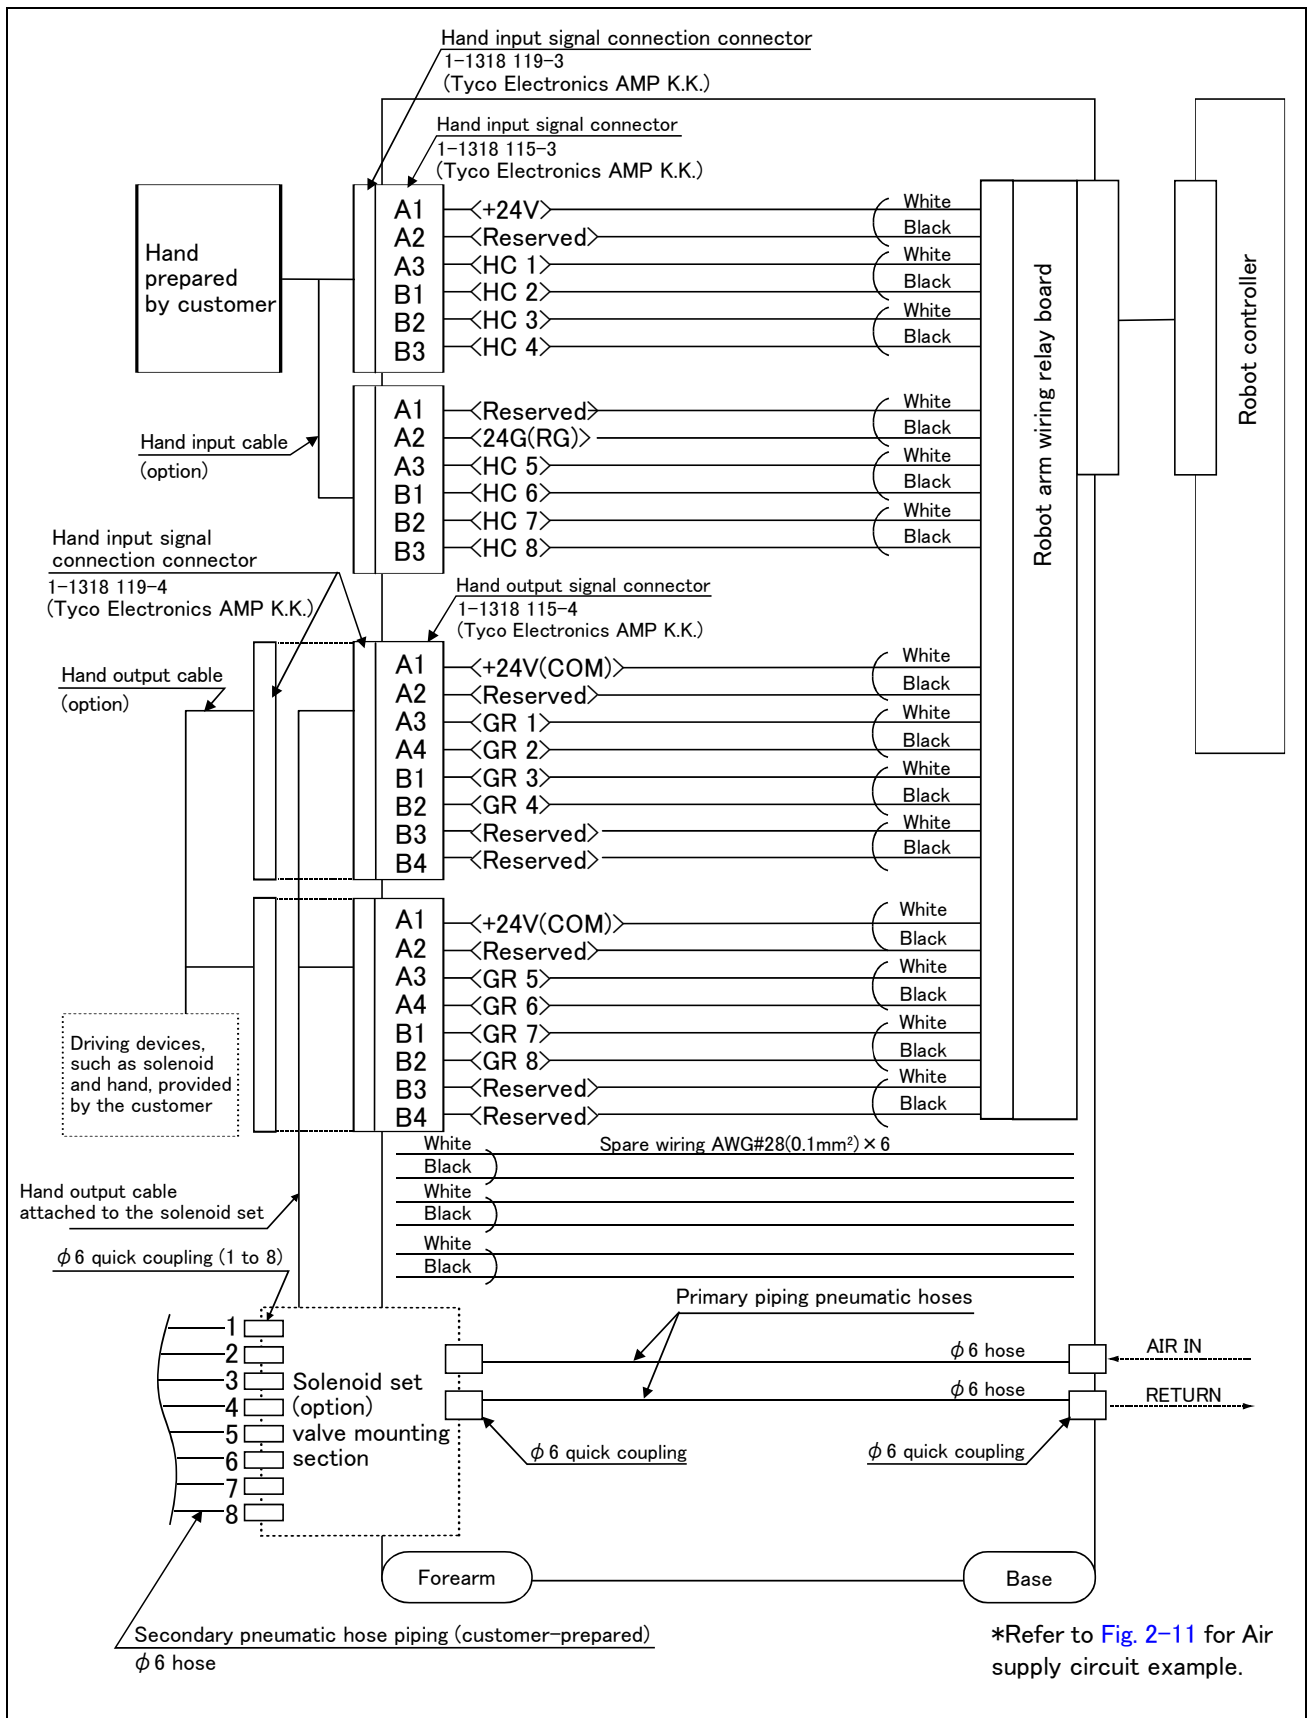 Hand input signal connection connector
1-1318 119-3
(Tyco Electronics AMP K.K.)
Hand input signal connector
1-1318 115-3
(Tyco Electronics AMP K.K.)
Hand
prepared
by customer
A1 <+24V> White
A2 <Reserved> Black
A3 <HC 1> White
B1 <HC 2> Black
B2 <HC 3> White
B3 <HC 4> Black
Robot arm wiring relay board
Robot controller
A1 <Reserved> White
A2 <24G(RG)> Black
A3 <HC 5> White
B1 <HC 6> Black
B2 <HC 7> White
B3 <HC 8> Black
Hand input cable
(option)
Hand input signal
connection connector
1-1318 119-4
(Tyco Electronics AMP K.K.)
Hand output signal connector
1-1318 115-4
(Tyco Electronics AMP K.K.)
Hand output cable
(option)
A1 <+24V(COM)> White
A2 <Reserved> Black
A3 <GR 1> White
A4 <GR 2> Black
B1 <GR 3> White
B2 <GR 4> Black
B3 <Reserved> White
B4 <Reserved> Black
A1 <+24V(COM)> White
A2 <Reserved> Black
A3 <GR 5> White
A4 <GR 6> Black
B1 <GR 7> White
B2 <GR 8> Black
B3 <Reserved> White
B4 <Reserved> Black
Driving devices,
such as solenoid
and hand, provided
by the customer
White Spare wiring AWG#28(0.1mm²)×6
Black
White
Black
White
Black
Hand output cable
attached to the solenoid set
φ6 quick coupling (1 to 8)
Primary piping pneumatic hoses
1
2
3
4
5
6
7
8
Solenoid set
(option)
valve mounting
section
φ6 hose
AIR IN
φ6 hose
RETURN
φ6 quick coupling
φ6 quick coupling
Forearm
Base
Secondary pneumatic hose piping (customer-prepared)
φ6 hose
*Refer to Fig. 2-11 for Air
supply circuit example.